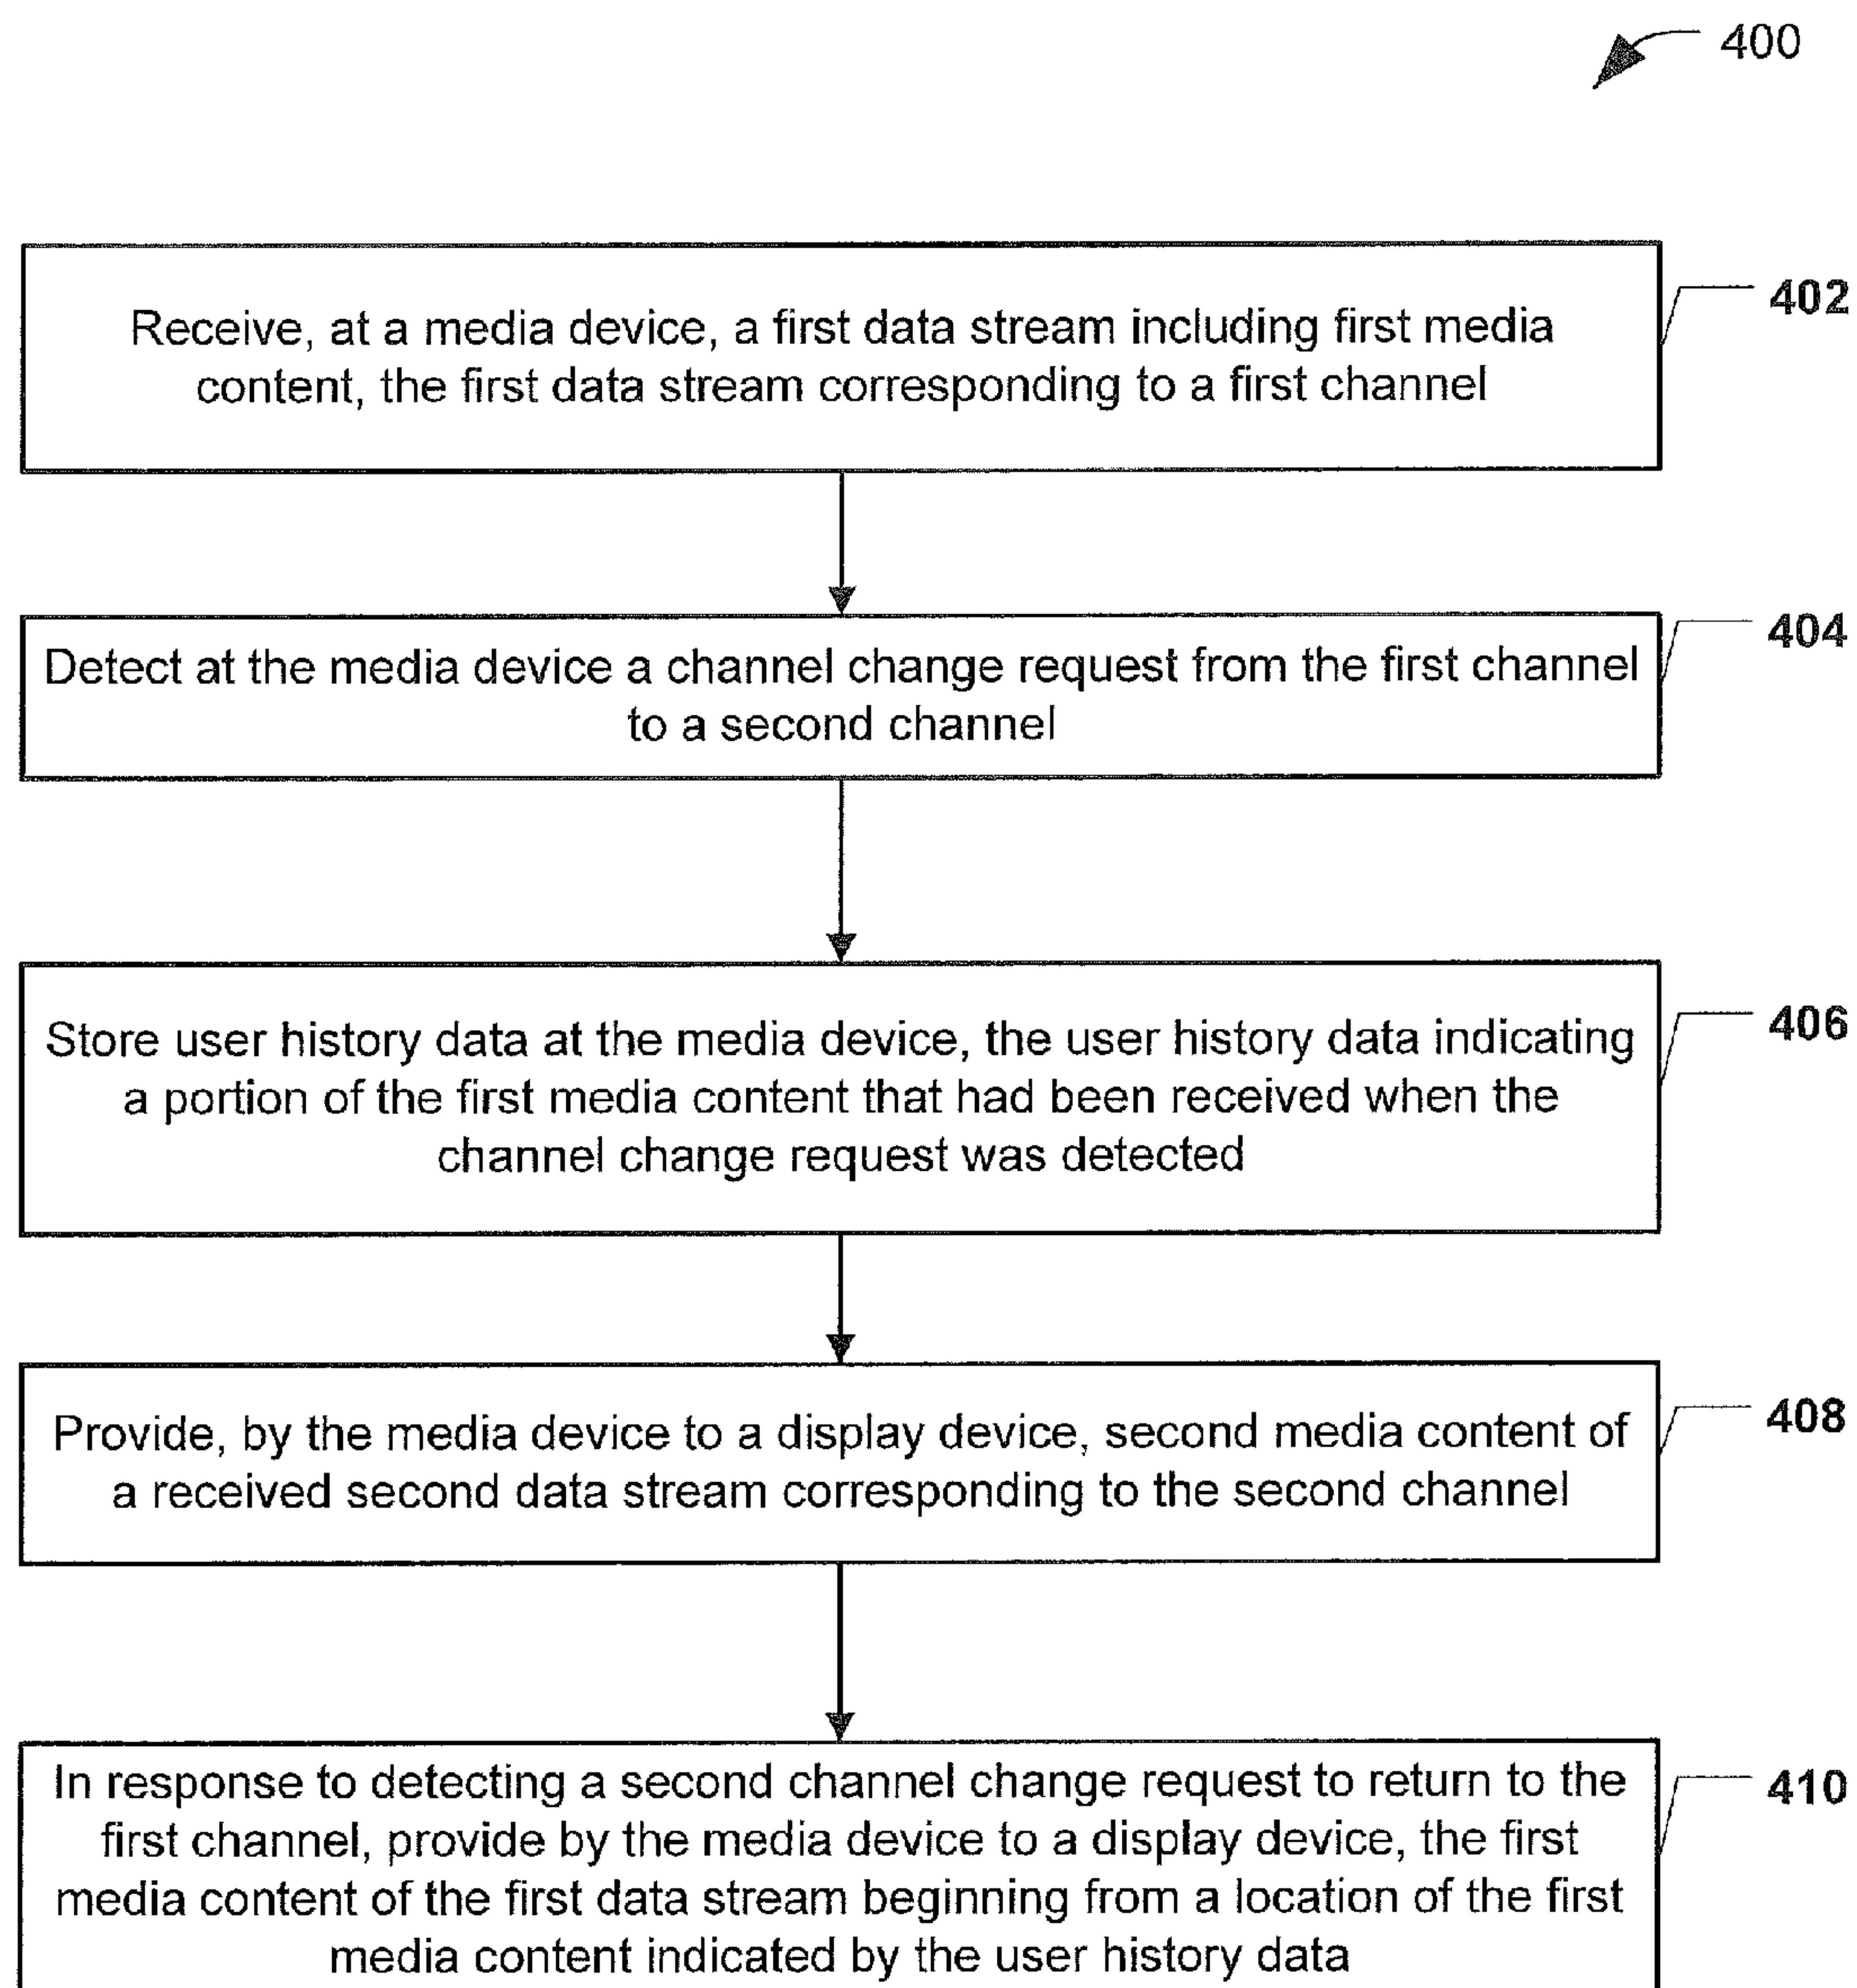 400
Receive, at a media device, a first data stream including first media
content, the first data stream corresponding to a first channel
402
Detect at the media device a channel change request from the first channel
to a second channel
404
Store user history data at the media device, the user history data indicating
a portion of the first media content that had been received when the
channel change request was detected
406
Provide, by the media device to a display device, second media content of
a received second data stream corresponding to the second channel
408
In response to detecting a second channel change request to return to the
first channel, provide by the media device to a display device, the first
media content of the first data stream beginning from a location of the first
media content indicated by the user history data
410